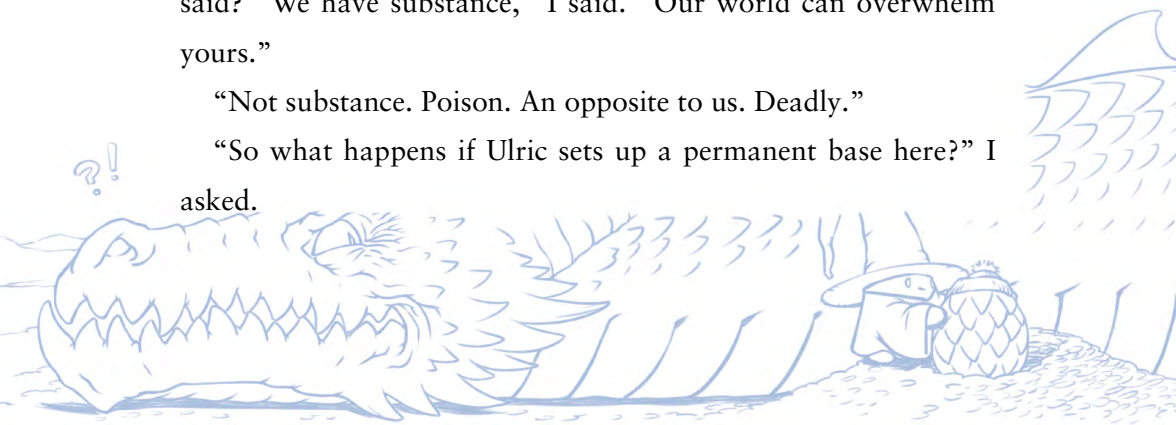 said? “We have substance,” I said. “Our world can overwhelm
yours.”
“Not substance. Poison. An opposite to us. Deadly.”
“So what happens if Ulric sets up a permanent base here?” I
asked.
?!